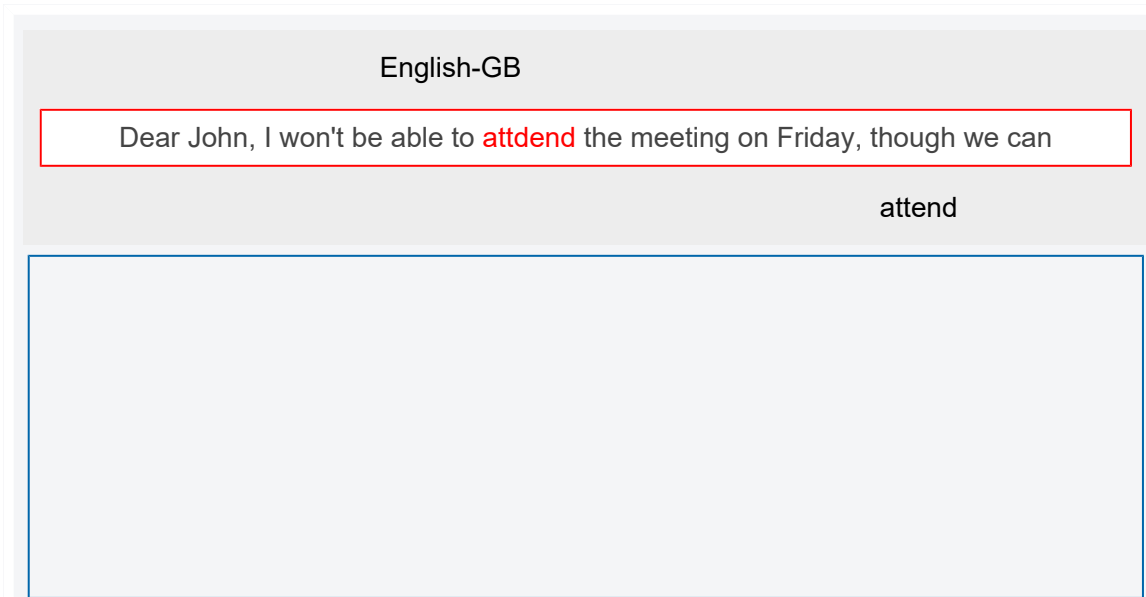 English-GB
Dear John, I won't be able to attdend the meeting on Friday, though we can
attend